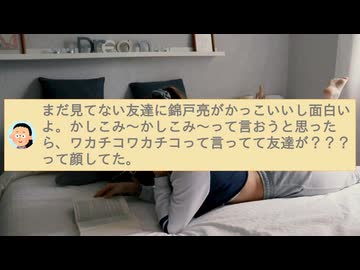 Dream
まだ見てない友達に錦戸亮がかっこいいし面白い
よ。かしこみ〜かしこみ〜って言おうと思った
ら、ワカチコワカチコって言ってて友達が？？？
って顔してた。